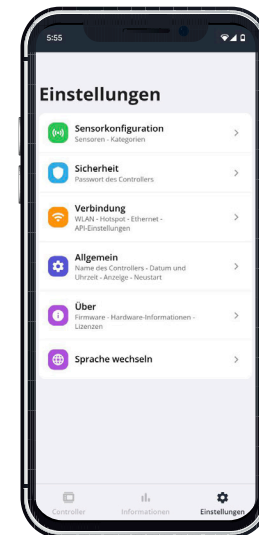 5:55
Einstellungen
Sensorkonfiguration
Sensoren - Kategorien
Sicherheit
Passwort des Controllers
Verbindung
WLAN - Hotspot - Ethernet -
API-Einstellungen
Allgemein
Name des Controllers - Datum und
Uhrzeit - Anzeige - Neustart
Über
Firmware - Hardware-Informationen -
Lizenzen
Sprache wechseln
Controller Informationen Einstellungen